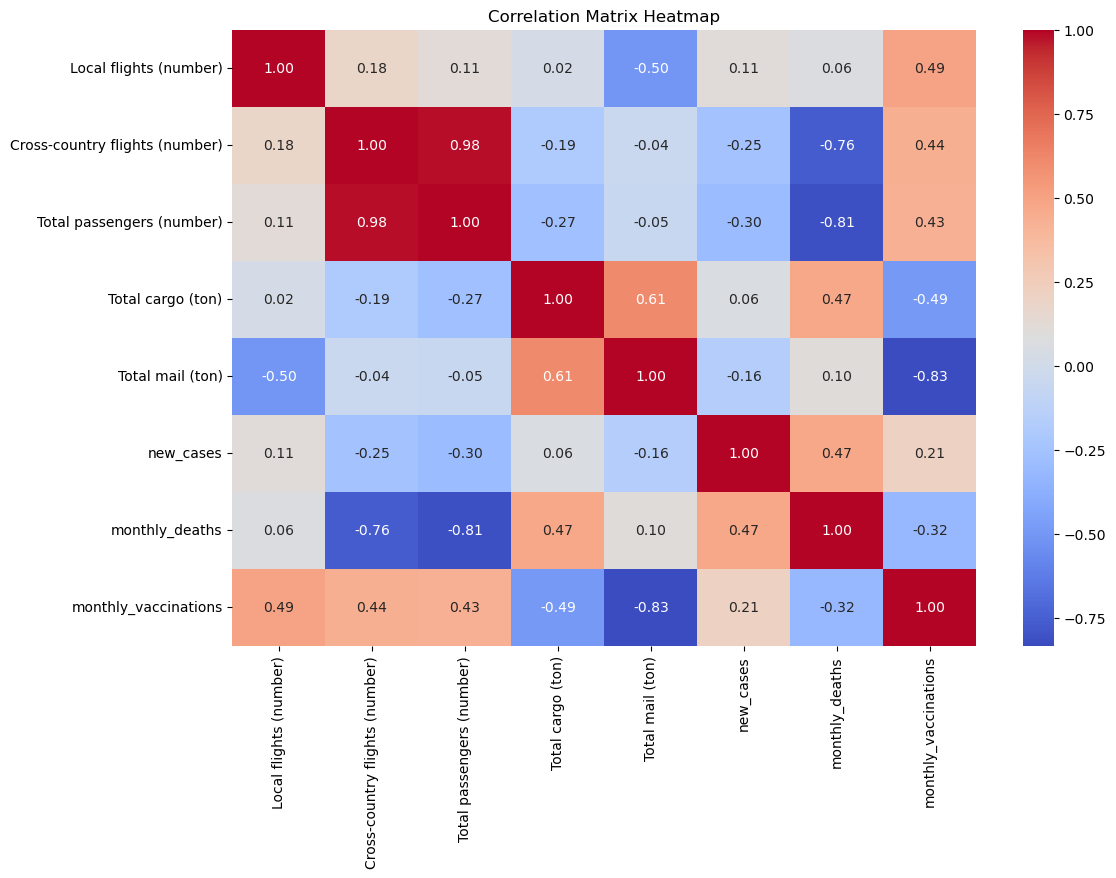 Correlation Matrix Heatmap
Local flights (number) 1.00 0.18 0.11 0.02 -0.50 0.11 0.06 0.49
Cross-country flights (number) 0.18 1.00 0.98 -0.19 -0.04 -0.25 -0.76 0.44
Total passengers (number) 0.11 0.98 1.00 -0.27 -0.05 -0.30 -0.81 0.43
Total cargo (ton) 0.02 -0.19 -0.27 1.00 0.61 0.06 0.47 -0.49
Total mail (ton) -0.50 -0.04 -0.05 0.61 1.00 -0.16 0.10 -0.83
new_cases 0.11 -0.25 -0.30 0.06 -0.16 1.00 0.47 0.21
monthly_deaths 0.06 -0.76 -0.81 0.47 0.10 0.47 1.00 -0.32
monthly_vaccinations 0.49 0.44 0.43 -0.49 -0.83 0.21 -0.32 1.00
Local flights (number)
Cross-country flights (number)
Total passengers (number)
Total cargo (ton)
Total mail (ton)
new_cases
monthly_deaths
monthly_vaccinations
1.00
0.75
0.50
0.25
0.00
−0.25
−0.50
−0.75